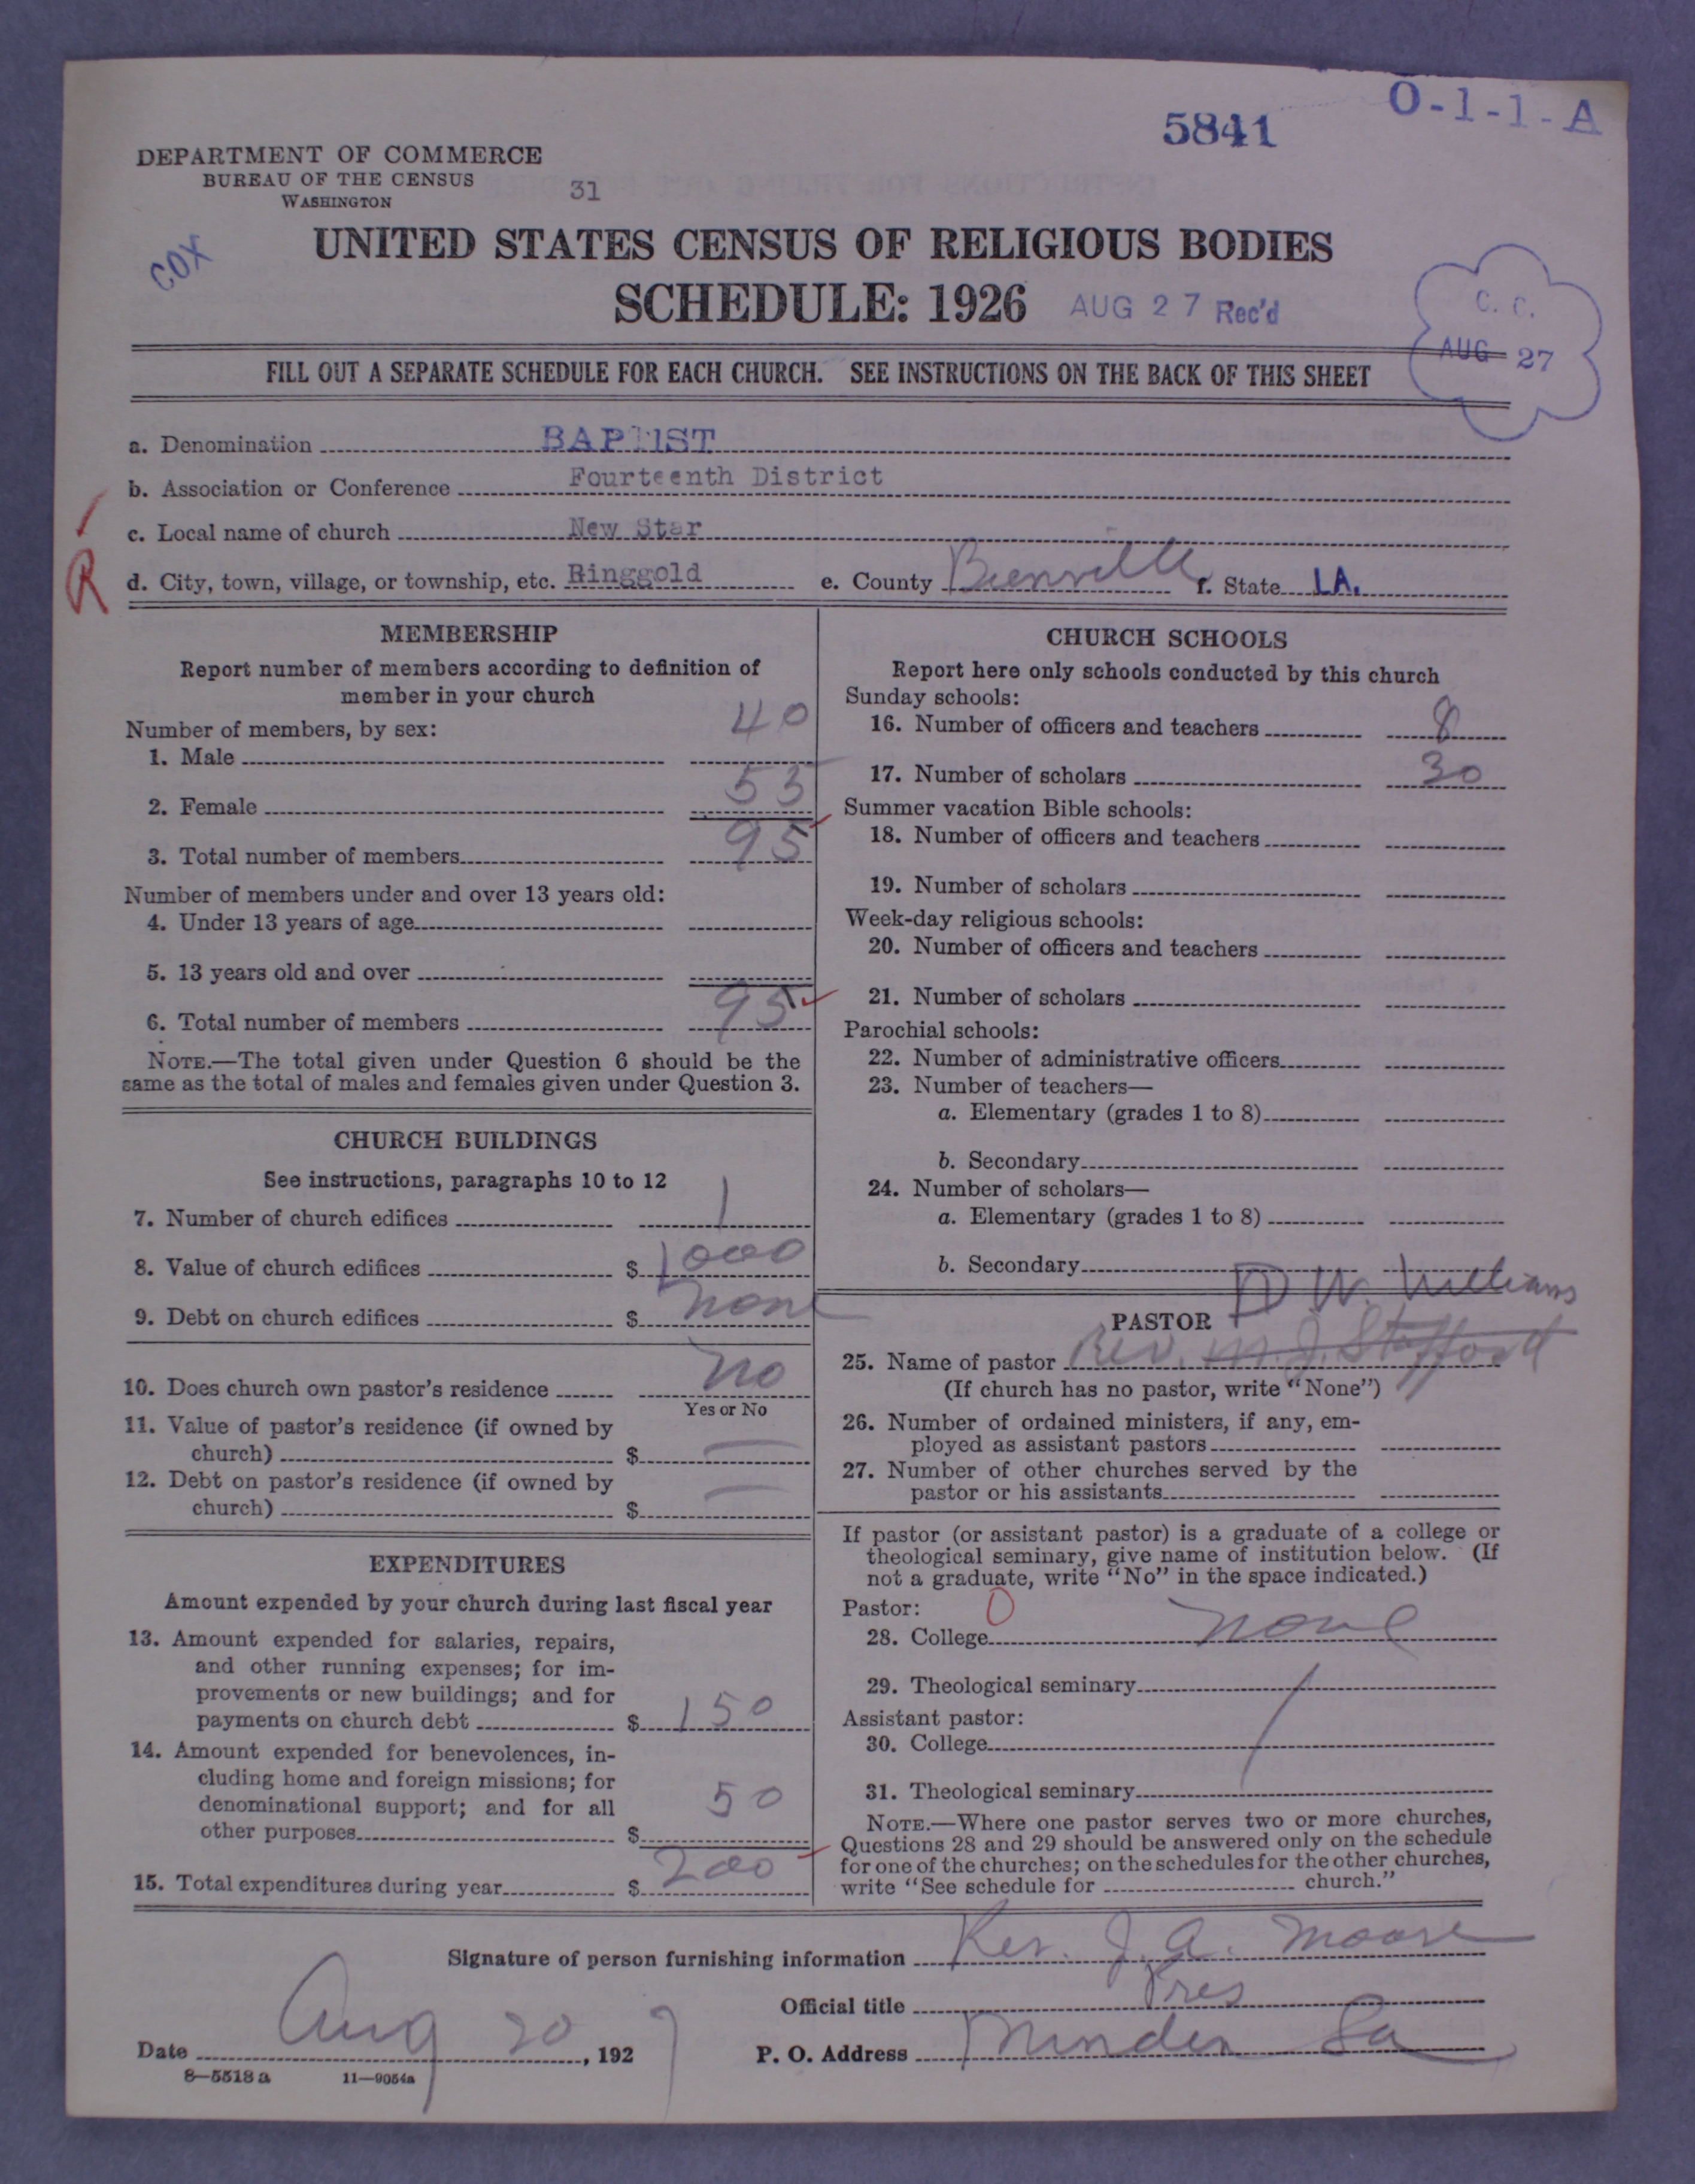 5841
O-1-1-A
DEPARTMENT OF COMMERCE
BUREAU OF THE CENSUS
WASHINGTON
31
COX
UNITED STATES CENSUS OF RELIGIOUS BODIES
SCHEDULE: 1926 AUG 27 Rec'd
C. C.
AUG 27
FILL OUT A SEPARATE SCHEDULE FOR EACH CHURCH. SEE INSTRUCTIONS ON THE BACK OF THIS SHEET
a. Denomination BAPTIST
b. Association or Conference Fourteenth District
c. Local name of church New Star
R
d. City, town, village, or township, etc. Ringgold e. County Bienville f. State LA.
MEMBERSHIP
Report number of members according to definition of
member in your church
Number of members, by sex:
1. Male 40
2. Female 55
3. Total number of members 95
Number of members under and over 13 years old:
4. Under 13 years of age
5. 13 years old and over
6. Total number of members 95
NOTE.—The total given under Question 6 should be the
same as the total of males and females given under Question 3.
CHURCH BUILDINGS
See instructions, paragraphs 10 to 12
7. Number of church edifices 1
8. Value of church edifices $ 1000
9. Debt on church edifices $ none
10. Does church own pastor's residence no
Yes or No
11. Value of pastor's residence (if owned by
church) $ —
12. Debt on pastor's residence (if owned by
church) $ —
EXPENDITURES
Amount expended by your church during last fiscal year
13. Amount expended for salaries, repairs,
and other running expenses; for im-
provements or new buildings; and for
payments on church debt $ 150
14. Amount expended for benevolences, in-
cluding home and foreign missions; for
denominational support; and for all
other purposes $ 50
15. Total expenditures during year $ 200
CHURCH SCHOOLS
Report here only schools conducted by this church
Sunday schools:
16. Number of officers and teachers 8
17. Number of scholars 30
Summer vacation Bible schools:
18. Number of officers and teachers
19. Number of scholars
Week-day religious schools:
20. Number of officers and teachers
21. Number of scholars
Parochial schools:
22. Number of administrative officers
23. Number of teachers—
a. Elementary (grades 1 to 8)
b. Secondary
24. Number of scholars—
a. Elementary (grades 1 to 8)
b. Secondary
PASTOR D W. Williams
25. Name of pastor Rev. M. J. Stafford
(If church has no pastor, write "None")
26. Number of ordained ministers, if any, em-
ployed as assistant pastors
27. Number of other churches served by the
pastor or his assistants
If pastor (or assistant pastor) is a graduate of a college or
theological seminary, give name of institution below. (If
not a graduate, write "No" in the space indicated.)
Pastor: 0
28. College none
29. Theological seminary
Assistant pastor:
30. College
31. Theological seminary
NOTE.—Where one pastor serves two or more churches,
Questions 28 and 29 should be answered only on the schedule
for one of the churches; on the schedules for the other churches,
write "See schedule for church."
Signature of person furnishing information Rev. J. A. Moore
Official title Pres
Date Aug 20, 1927 P. O. Address Minden La
8—5518 a 11—9054a